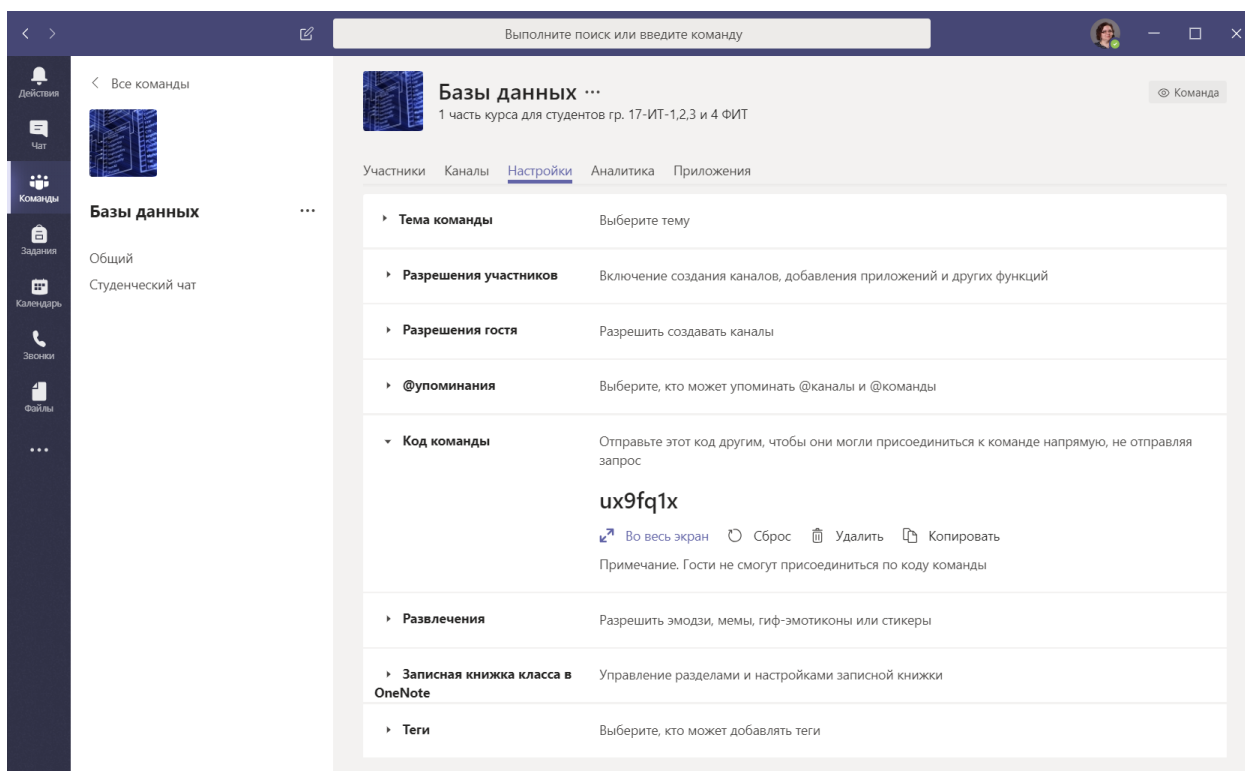 Выполните поиск или введите команду
Действия
Чат
Команды
Задания
Календарь
Звонки
Файлы
Все команды
Базы данных
Общий
Студенческий чат
Базы данных
1 часть курса для студентов гр. 17-ИТ-1,2,3 и 4 ФИТ
Команда
Участники Каналы Настройки Аналитика Приложения
Тема команды Выберите тему
Разрешения участников Включение создания каналов, добавления приложений и других функций
Разрешения гостя Разрешить создавать каналы
@упоминания Выберите, кто может упоминать @каналы и @команды
Код команды Отправьте этот код другим, чтобы они могли присоединиться к команде напрямую, не отправляя
запрос
ux9fq1x
Во весь экран Сброс Удалить Копировать
Примечание. Гости не смогут присоединиться по коду команды
Развлечения Разрешить эмодзи, мемы, гиф-эмотиконы или стикеры
Записная книжка класса в Управление разделами и настройками записной книжки
OneNote
Теги Выберите, кто может добавлять теги